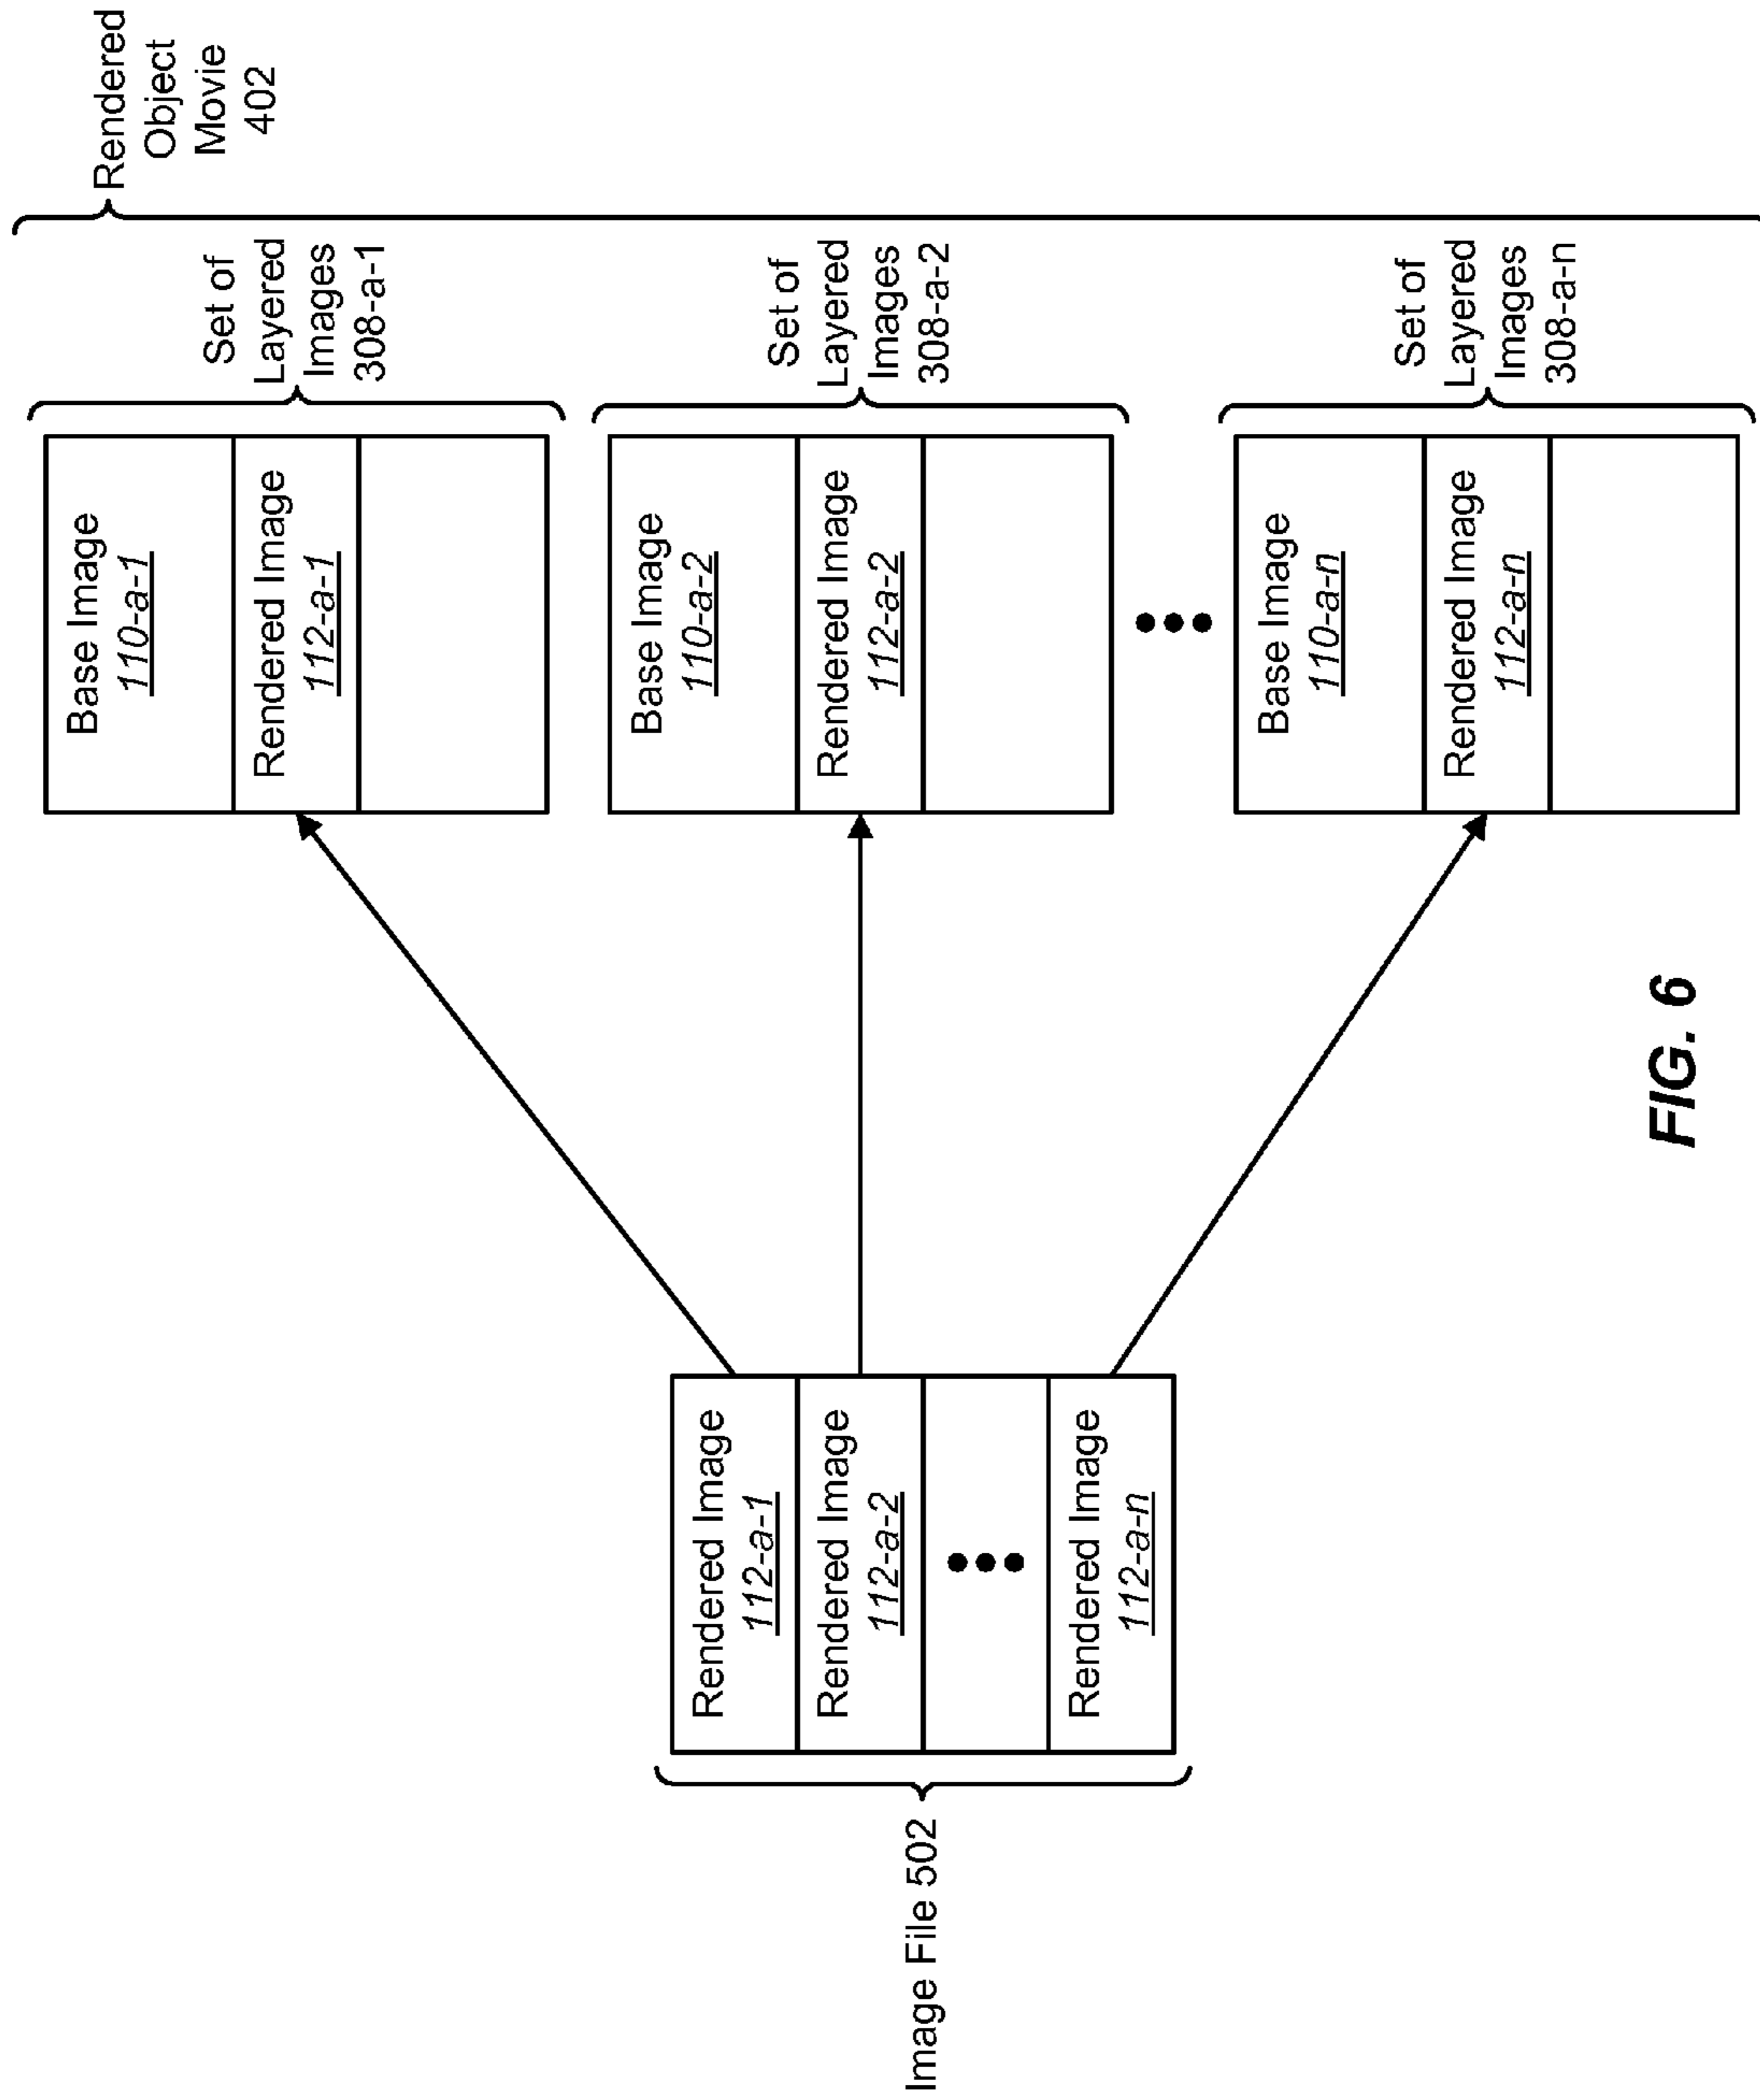 Image File 502
Rendered Image
112-a-1
Rendered Image
112-a-2
Rendered Image
112-a-n
Base Image
110-a-1
Rendered Image
112-a-1
Set of
Layered
Images
308-a-1
Base Image
110-a-2
Rendered Image
112-a-2
Set of
Layered
Images
308-a-2
Base Image
110-a-n
Rendered Image
112-a-n
Set of
Layered
Images
308-a-n
Rendered
Object
Movie
402
FIG. 6